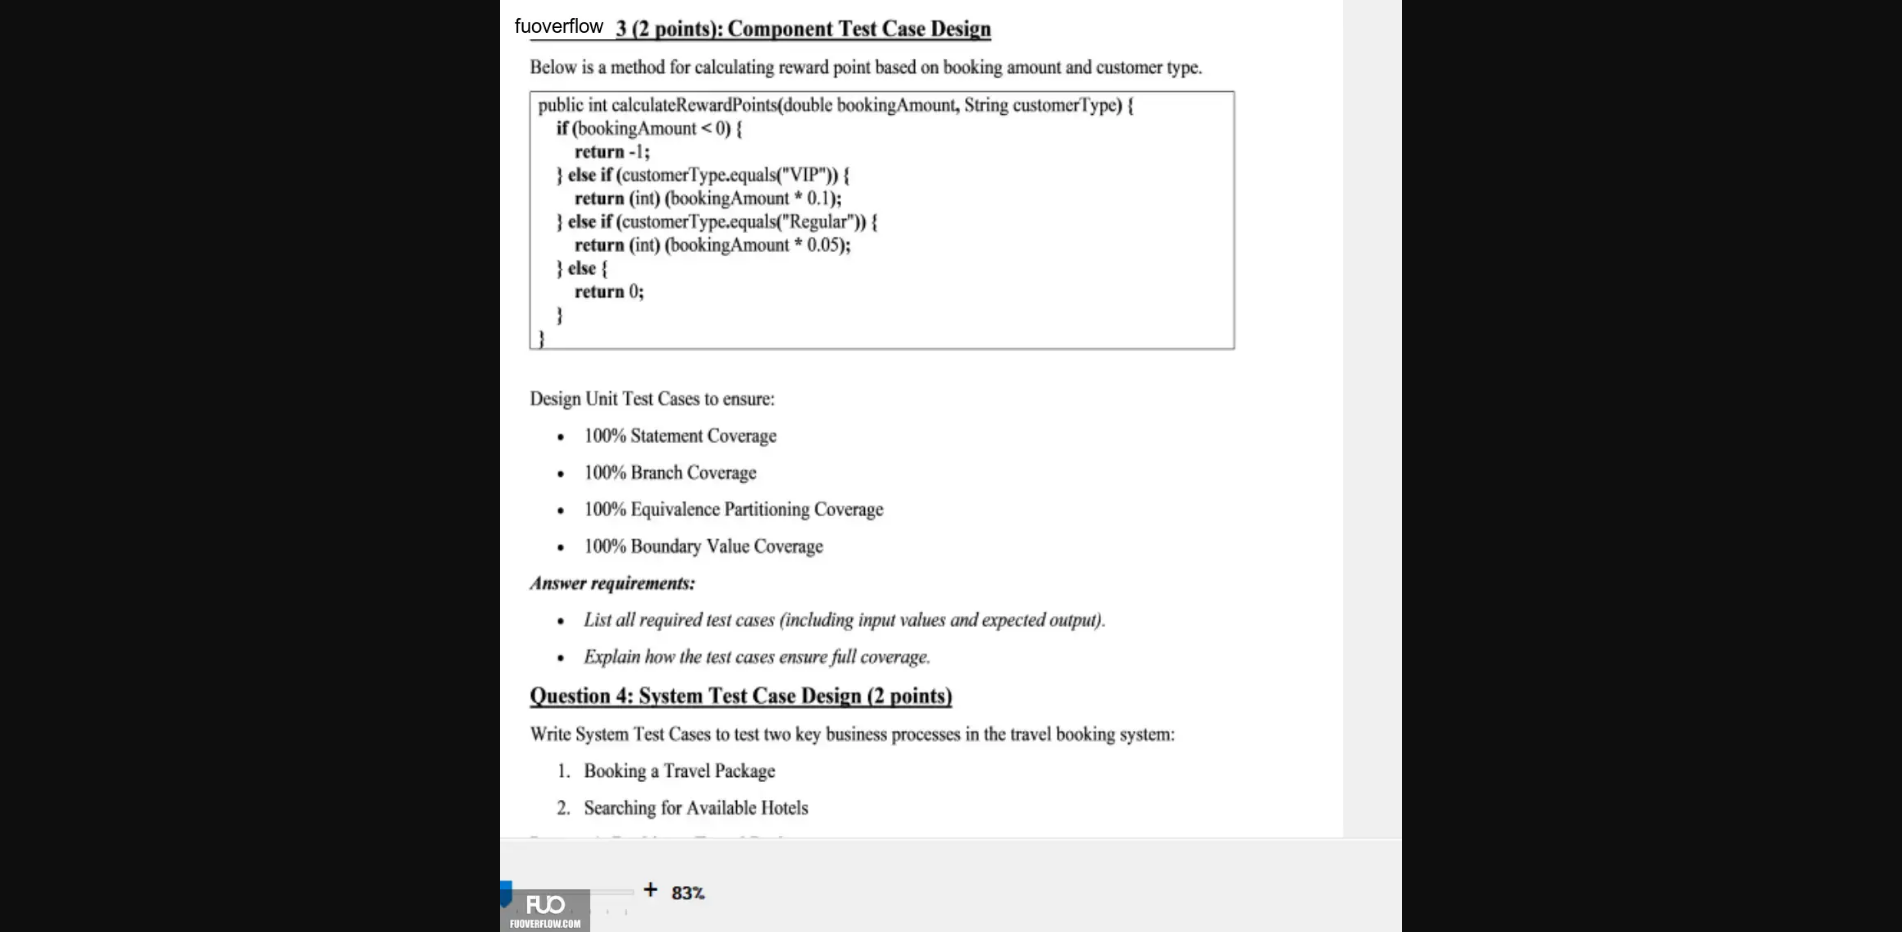 fuoverflow 3 (2 points): Component Test Case Design
Below is a method for calculating reward point based on booking amount and customer type.
public int calculateRewardPoints(double bookingAmount, String customerType) {
if (bookingAmount < 0) {
return -1;
} else if (customerType.equals("VIP")) {
return (int) (bookingAmount * 0.1);
} else if (customerType.equals("Regular")) {
return (int) (bookingAmount * 0.05);
} else {
return 0;
}
}
Design Unit Test Cases to ensure:
• 100% Statement Coverage
• 100% Branch Coverage
• 100% Equivalence Partitioning Coverage
• 100% Boundary Value Coverage
Answer requirements:
• List all required test cases (including input values and expected output).
• Explain how the test cases ensure full coverage.
Question 4: System Test Case Design (2 points)
Write System Test Cases to test two key business processes in the travel booking system:
1. Booking a Travel Package
2. Searching for Available Hotels
+ 83%
FUO
FUOVERFLOW.COM